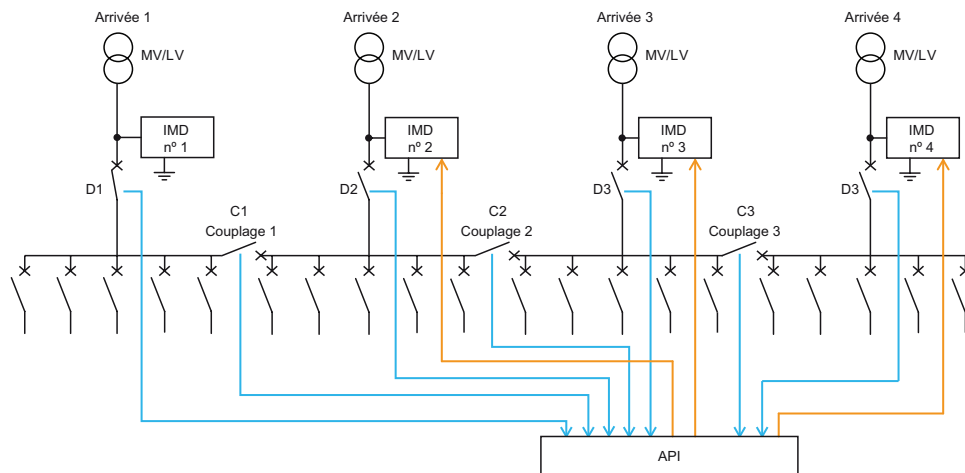 Arrivée 1
Arrivée 2
Arrivée 3
Arrivée 4
MV/LV
MV/LV
MV/LV
MV/LV
IMD
nº 1
IMD
nº 2
IMD
nº 3
IMD
nº 4
D1
D2
D3
D3
C1
Couplage 1
C2
Couplage 2
C3
Couplage 3
API